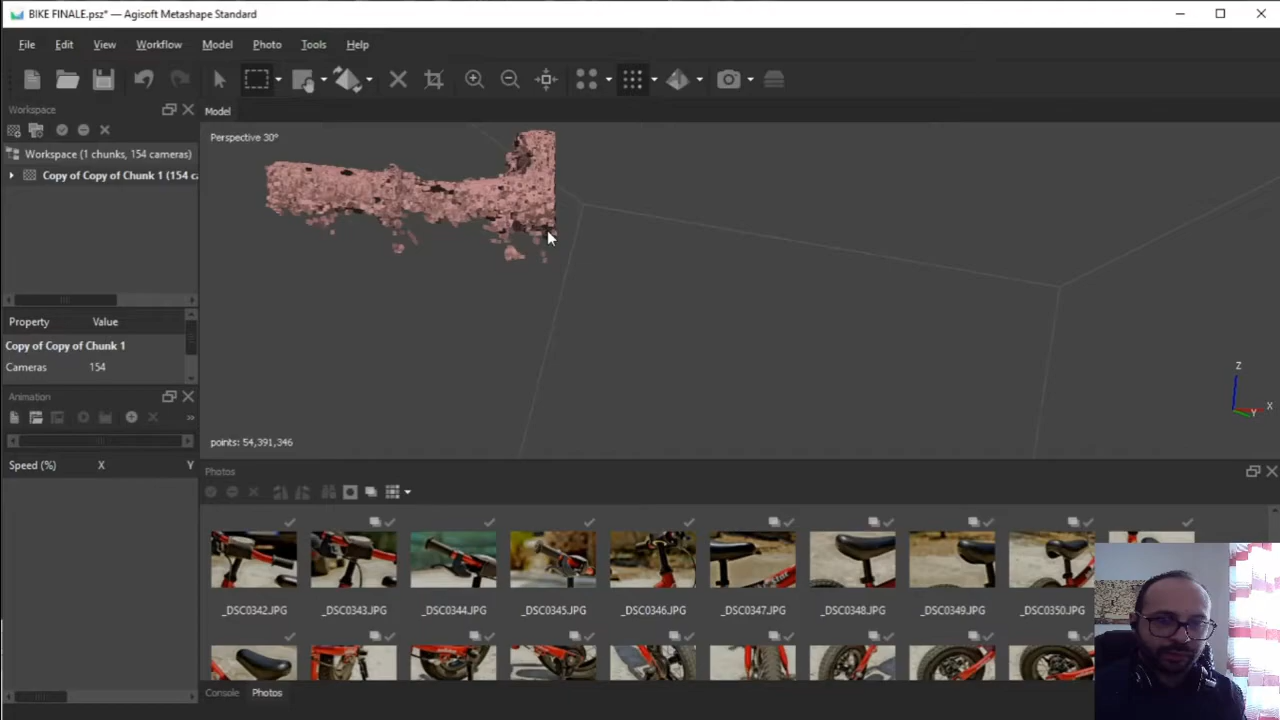 BIKE FINALE.psz* — Agisoft Metashape Standard
File Edit View Workflow Model Photo Tools Help
Workspace
Model
Perspective 30°
Workspace (1 chunks, 154 cameras)
Copy of Copy of Chunk 1 (154 ca
Property Value
Copy of Copy of Chunk 1
Cameras 154
Animation
»
Speed (%) X Y
points: 54,391,346
Z
X
Y
Photos
_DSC0342.JPG _DSC0343.JPG _DSC0344.JPG _DSC0345.JPG _DSC0346.JPG _DSC0347.JPG _DSC0348.JPG _DSC0349.JPG _DSC0350.JPG
Console Photos